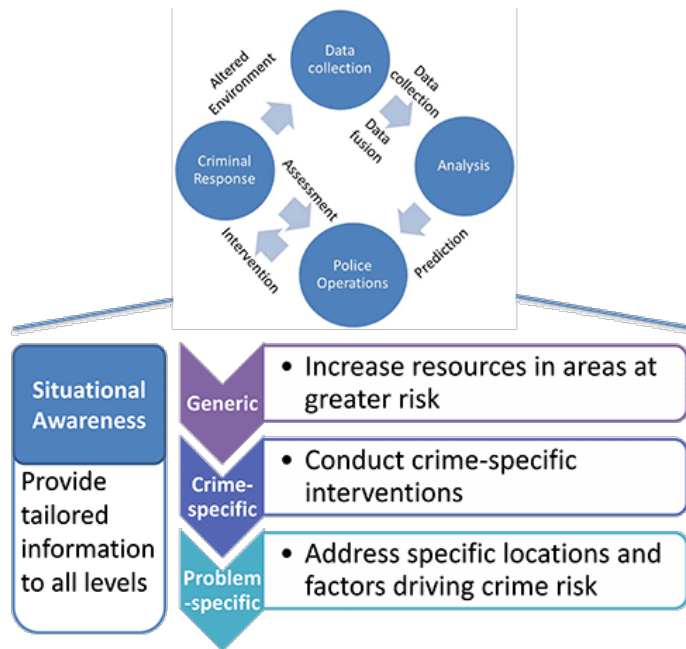 Data
collection
Altered
Environment
Data
collection
Data
fusion
Criminal
Response
Analysis
Assessment
Intervention
Prediction
Police
Operations
Situational
Awareness
Provide
tailored
information
to all levels
Generic
• Increase resources in areas at
greater risk
Crime-
specific
• Conduct crime-specific
interventions
Problem
-specific
• Address specific locations and
factors driving crime risk